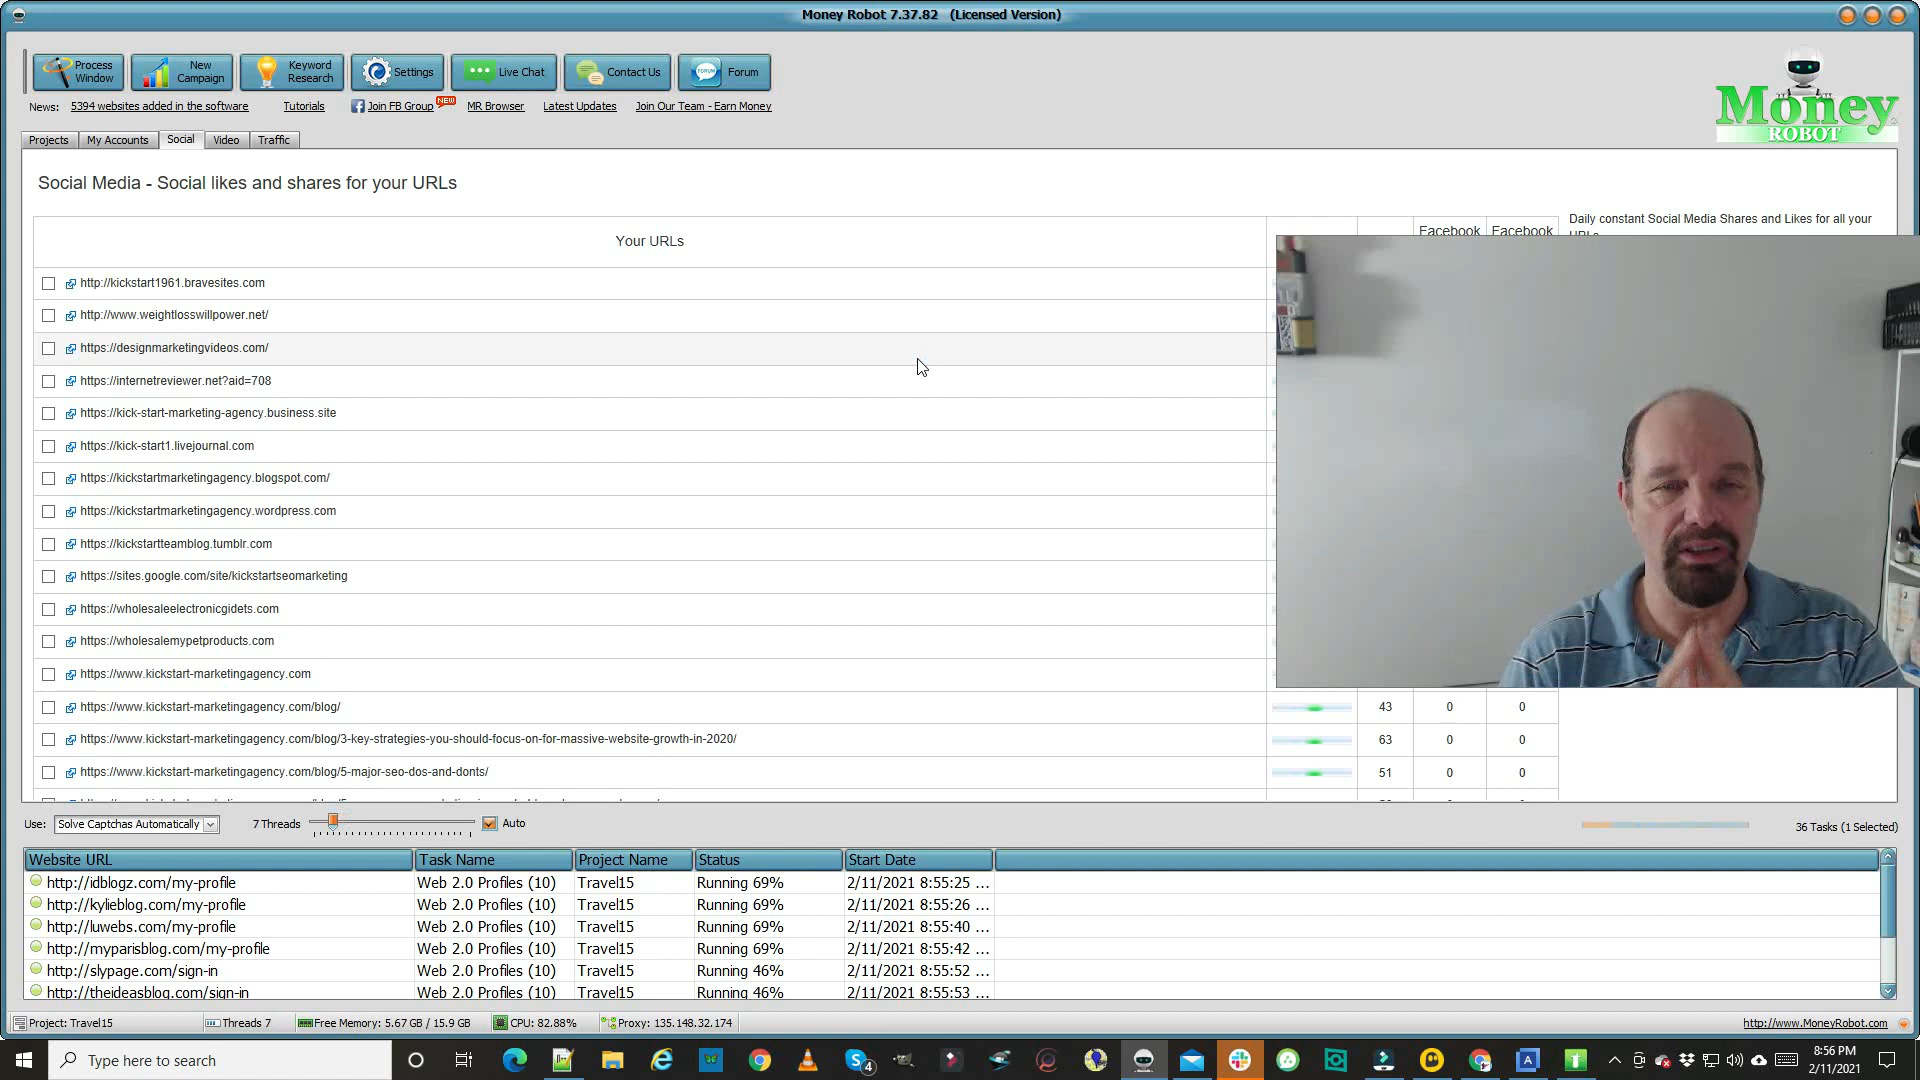 Money Robot 7.37.82 (Licensed Version)
Process Window
New Campaign
Keyword Research
Settings
Live Chat
Contact Us
Forum
News: 5394 websites added in the software Tutorials Join FB Group NEW MR Browser Latest Updates Join Our Team - Earn Money
Money
ROBOT
Projects My Accounts Social Video Traffic
Social Media - Social likes and shares for your URLs
Your URLs
Facebook Facebook
Daily constant Social Media Shares and Likes for all your
http://kickstart1961.bravesites.com
http://www.weightlosswillpower.net/
https://designmarketingvideos.com/
https://internetreviewer.net?aid=708
https://kick-start-marketing-agency.business.site
https://kick-start1.livejournal.com
https://kickstartmarketingagency.blogspot.com/
https://kickstartmarketingagency.wordpress.com
https://kickstartteamblog.tumblr.com
https://sites.google.com/site/kickstartseomarketing
https://wholesaleelectronicgidets.com
https://wholesalemypetproducts.com
https://www.kickstart-marketingagency.com
https://www.kickstart-marketingagency.com/blog/ 43 0 0
https://www.kickstart-marketingagency.com/blog/3-key-strategies-you-should-focus-on-for-massive-website-growth-in-2020/ 63 0 0
https://www.kickstart-marketingagency.com/blog/5-major-seo-dos-and-donts/ 51 0 0
Use: Solve Captchas Automatically 7 Threads Auto 36 Tasks (1 Selected)
Website URL Task Name Project Name Status Start Date
http://idblogz.com/my-profile Web 2.0 Profiles (10) Travel15 Running 69% 2/11/2021 8:55:25 ...
http://kylieblog.com/my-profile Web 2.0 Profiles (10) Travel15 Running 69% 2/11/2021 8:55:26 ...
http://luwebs.com/my-profile Web 2.0 Profiles (10) Travel15 Running 69% 2/11/2021 8:55:40 ...
http://myparisblog.com/my-profile Web 2.0 Profiles (10) Travel15 Running 69% 2/11/2021 8:55:42 ...
http://slypage.com/sign-in Web 2.0 Profiles (10) Travel15 Running 46% 2/11/2021 8:55:52 ...
http://theideasblog.com/sign-in Web 2.0 Profiles (10) Travel15 Running 46% 2/11/2021 8:55:53 ...
Project: Travel15 Threads 7 Free Memory: 5.67 GB / 15.9 GB CPU: 82.88% Proxy: 135.148.32.174 http://www.MoneyRobot.com
Type here to search
4
8:56 PM
2/11/2021